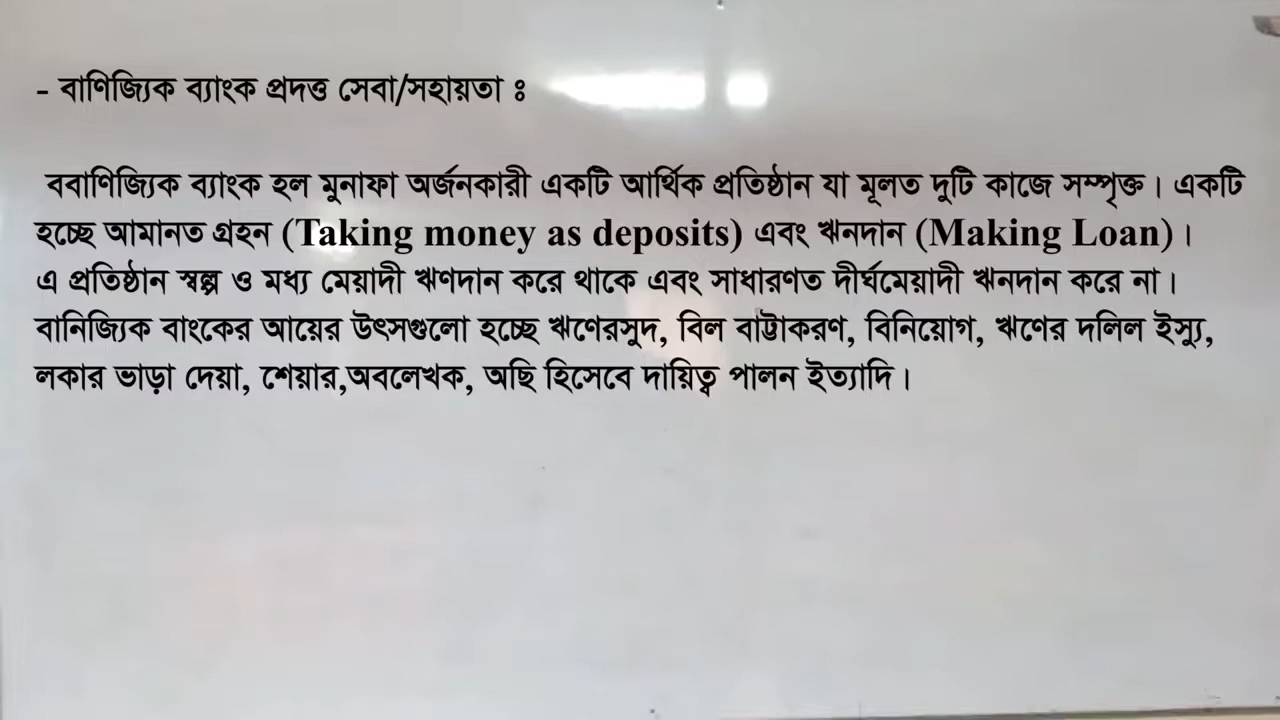 - বাণিজ্যিক ব্যাংক প্রদত্ত সেবা/সহায়তা ঃ
ববাণিজ্যিক ব্যাংক হল মুনাফা অর্জনকারী একটি আর্থিক প্রতিষ্ঠান যা মূলত দুটি কাজে সম্পৃক্ত। একটি
হচ্ছে আমানত গ্রহন (Taking money as deposits) এবং ঋনদান (Making Loan)।
এ প্রতিষ্ঠান স্বল্প ও মধ্য মেয়াদী ঋণদান করে থাকে এবং সাধারণত দীর্ঘমেয়াদী ঋনদান করে না।
বানিজ্যিক বাংকের আয়ের উৎসগুলো হচ্ছে ঋণেরসুদ, বিল বাট্টাকরণ, বিনিয়োগ, ঋণের দলিল ইস্যু,
লকার ভাড়া দেয়া, শেয়ার,অবলেখক, অছি হিসেবে দায়িত্ব পালন ইত্যাদি।